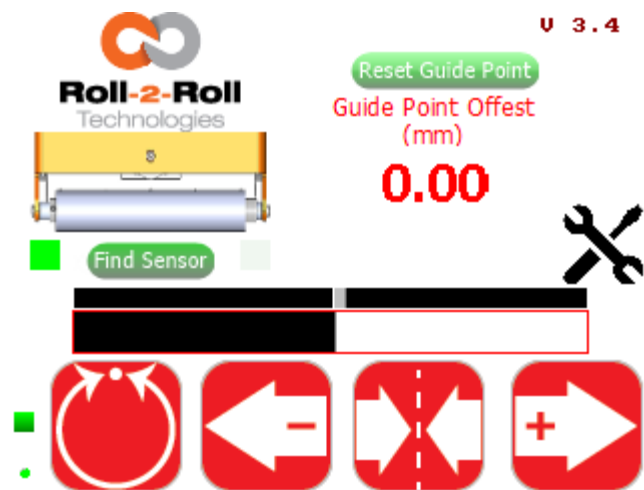 V 3.4
Roll-2-Roll
Technologies
Reset Guide Point
Guide Point Offest
(mm)
0.00
Find Sensor